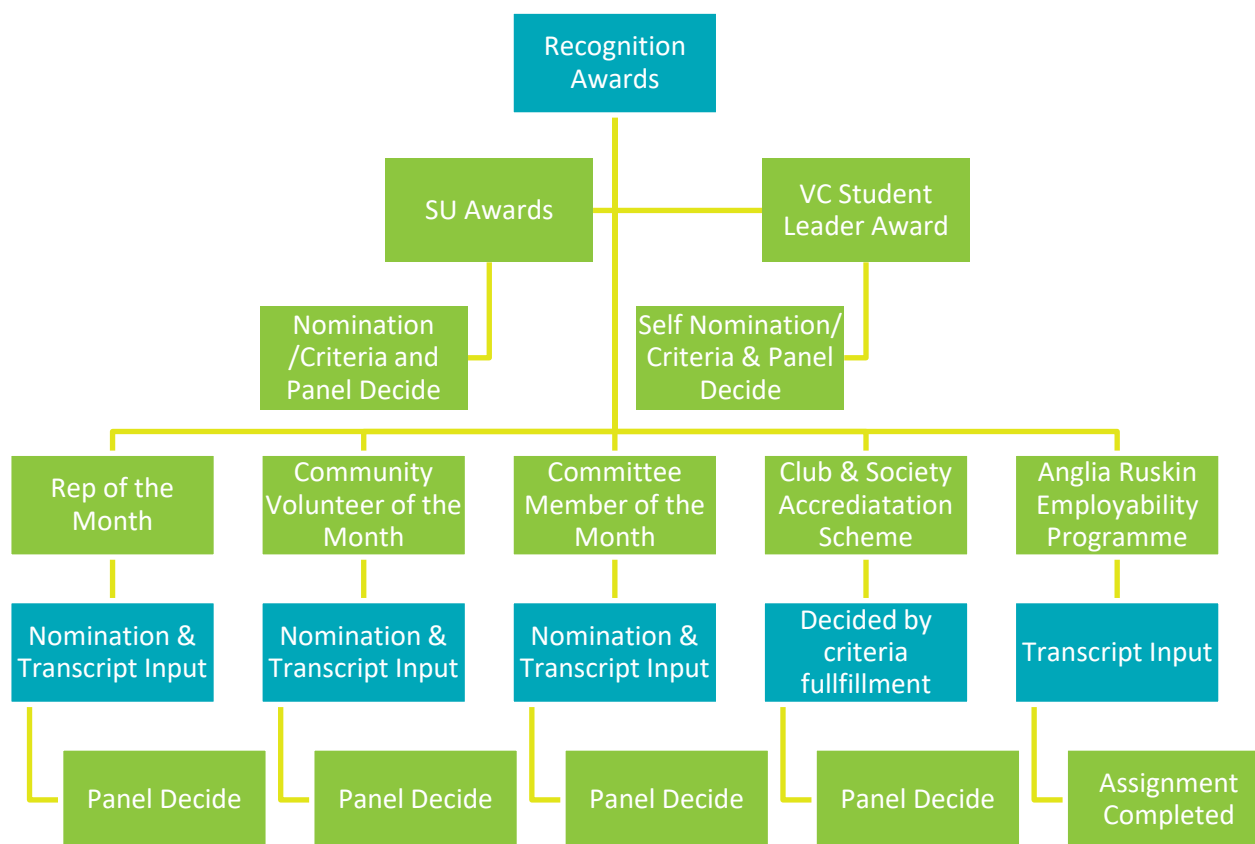 Recognition
Awards
SU Awards
VC Student
Leader Award
Nomination
/Criteria and
Panel Decide
Self Nomination/
Criteria & Panel
Decide
Rep of the
Month
Community
Volunteer of the
Month
Committee
Member of the
Month
Club & Society
Accrediatation
Scheme
Anglia Ruskin
Employability
Programme
Nomination &
Transcript Input
Nomination &
Transcript Input
Nomination &
Transcript Input
Decided by
criteria
fullfillment
Transcript Input
Panel Decide
Panel Decide
Panel Decide
Panel Decide
Assignment
Completed